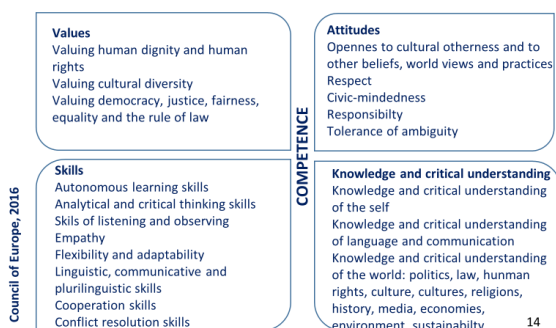 Values
Valuing human dignity and human
rights
Valuing cultural diversity
Valuing democracy, justice, fairness,
equality and the rule of law
Attitudes
Opennes to cultural otherness and to
other beliefs, world views and practices
Respect
Civic-mindedness
Responsibilty
Tolerance of ambiguity
COMPETENCE
Skills
Autonomous learning skills
Analytical and critical thinking skills
Skils of listening and observing
Empathy
Flexibility and adaptability
Linguistic, communicative and
plurilinguistic skills
Cooperation skills
Conflict resolution skills
Knowledge and critical understanding
Knowledge and critical understanding
of the self
Knowledge and critical understanding
of language and communication
Knowledge and critical understanding
of the world: politics, law, hunman
rights, culture, cultures, religions,
history, media, economies,
environment, sustainabilty
Council of Europe, 2016
14